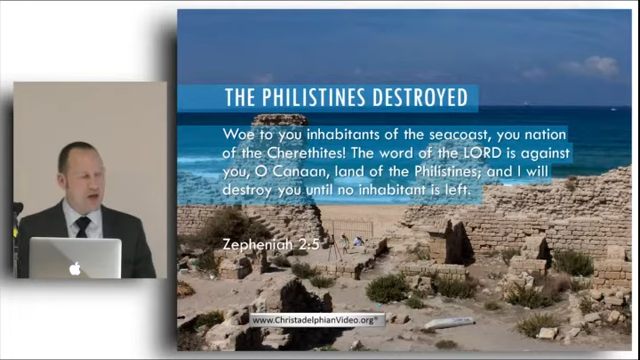 THE PHILISTINES DESTROYED
Woe to you inhabitants of the seacoast, you nation
of the Cherethites! The word of the LORD is against
you, O Canaan, land of the Philistines; and I will
destroy you until no inhabitant is left.
Zepheniah 2:5
www.ChristadelphianVideo.org